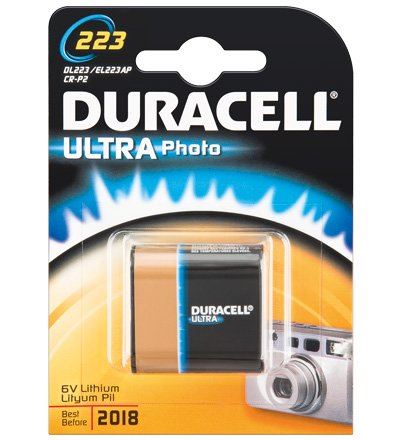 223
DL223/EL223AP
CR-P2
DURACELL®
ULTRA Photo
DURACELL®
ULTRA
6V Lithium
Lityum Pil
Best
Before 2018